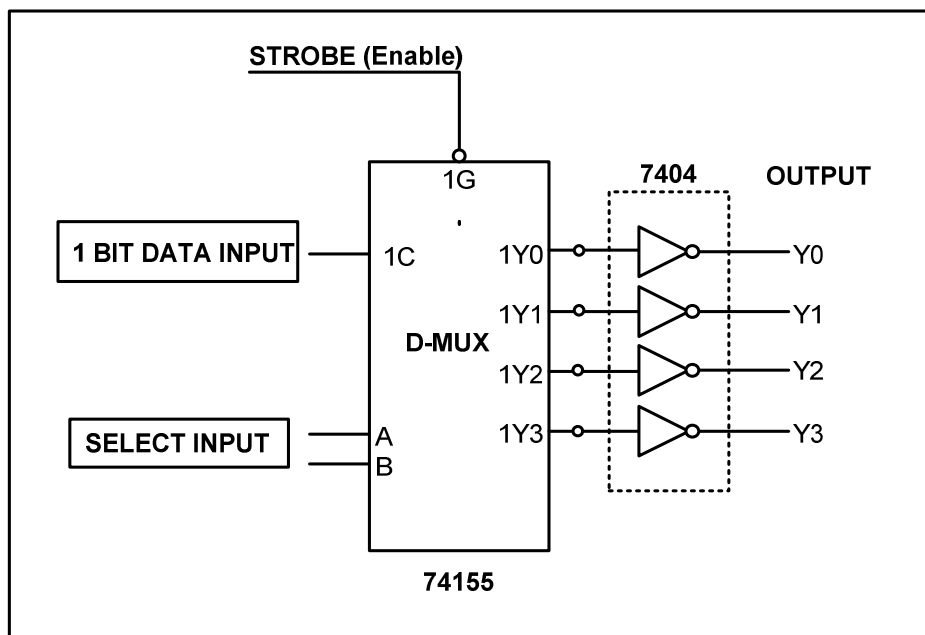 STROBE (Enable)
1G
7404
OUTPUT
1 BIT DATA INPUT
1C
1Y0
Y0
1Y1
Y1
D-MUX
1Y2
Y2
SELECT INPUT
A
B
1Y3
Y3
74155